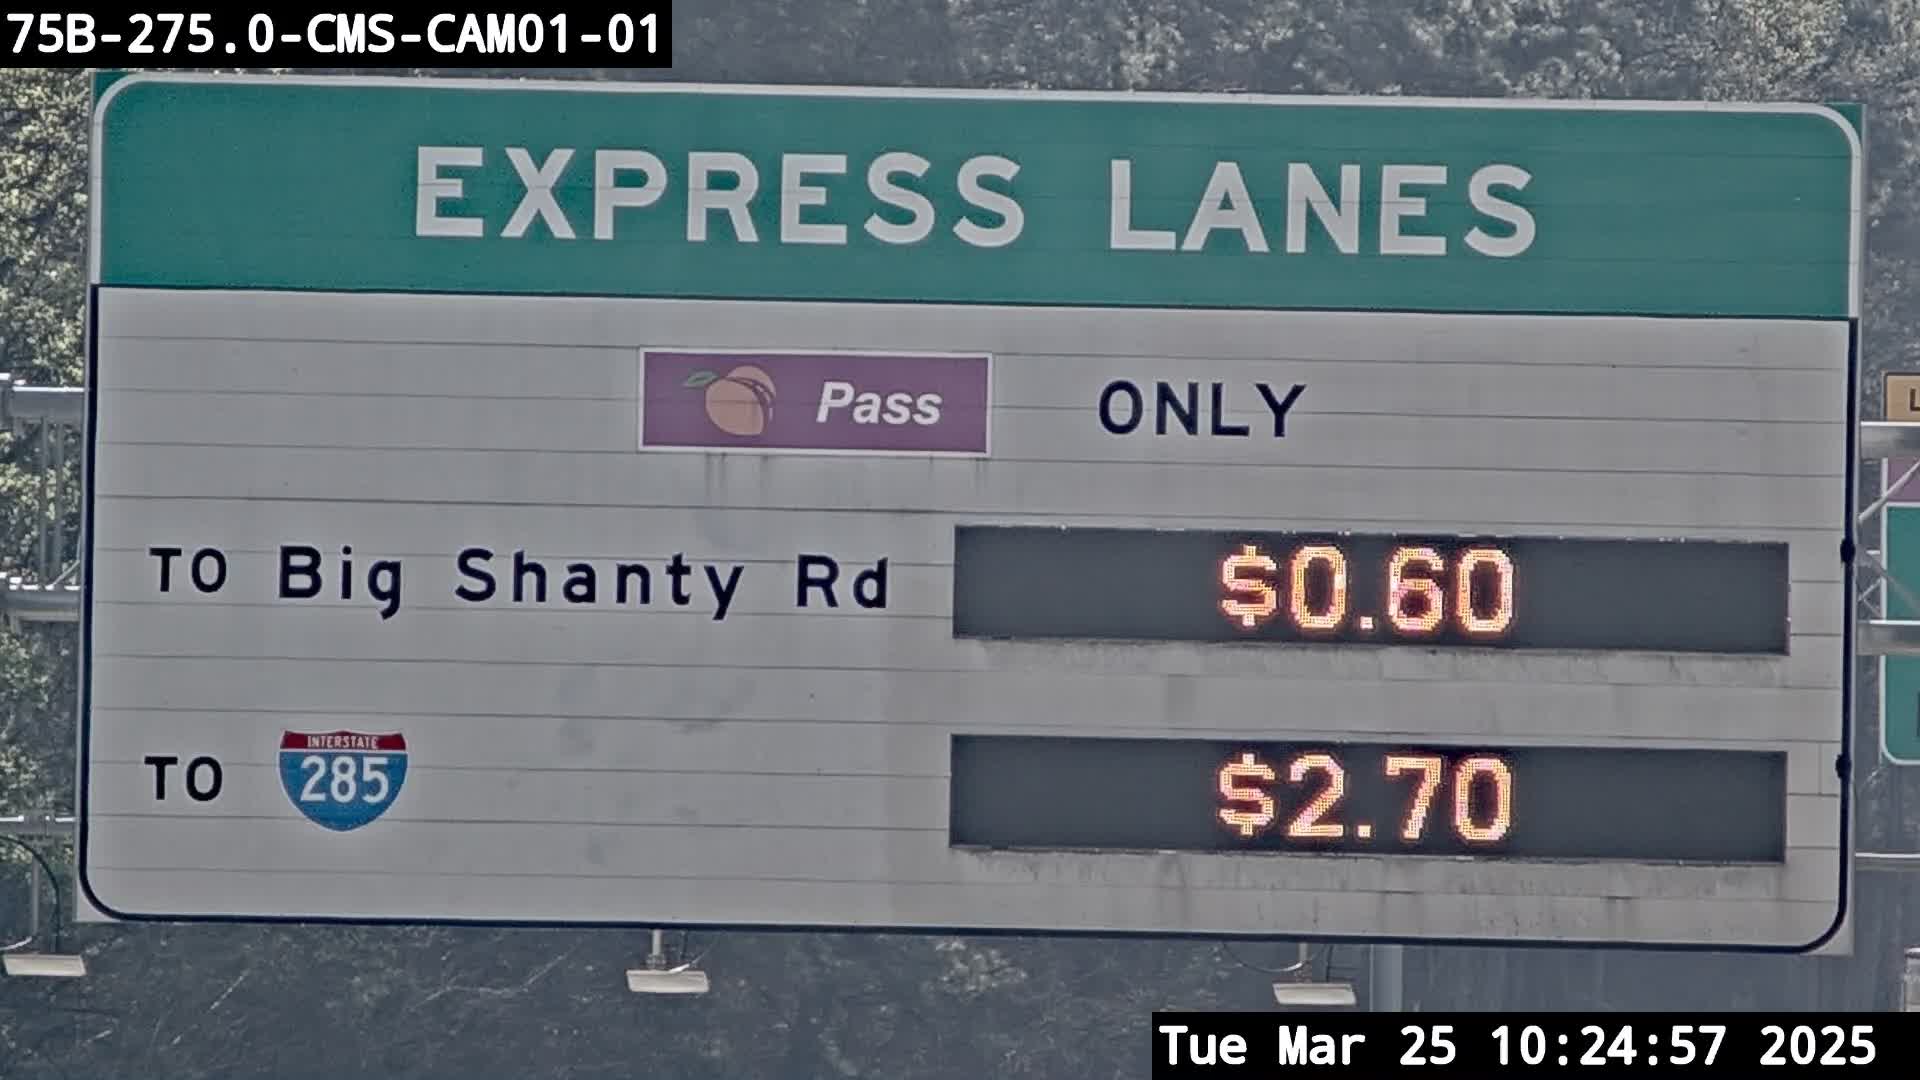 75B-275.0-CMS-CAM01-01
EXPRESS LANES
Pass ONLY
TO Big Shanty Rd $0.60
INTERSTATE
TO 285 $2.70
Tue Mar 25 10:24:57 2025